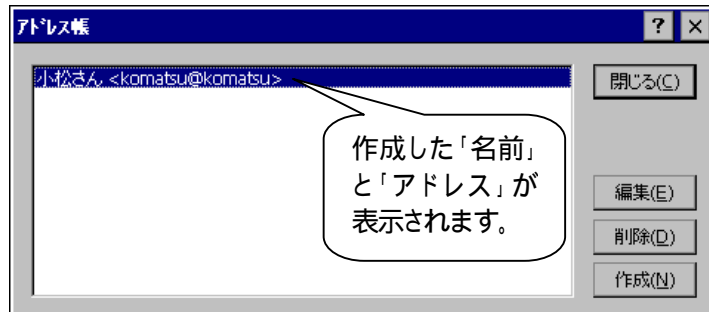 アドレス帳
小松さん <komatsu@komatsu>
閉じる(C)
作成した「名前」
と「アドレス」が
表示されます。
編集(E)
削除(D)
作成(N)